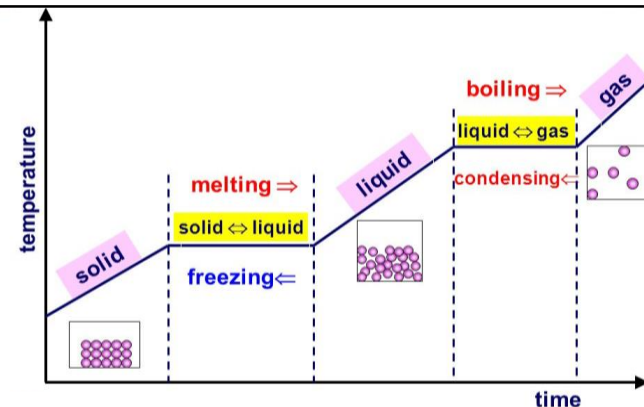 temperature
solid
melting ⇒
solid ⇔ liquid
freezing⇐
liquid
boiling ⇒
liquid ⇔ gas
condensing⇐
gas
time